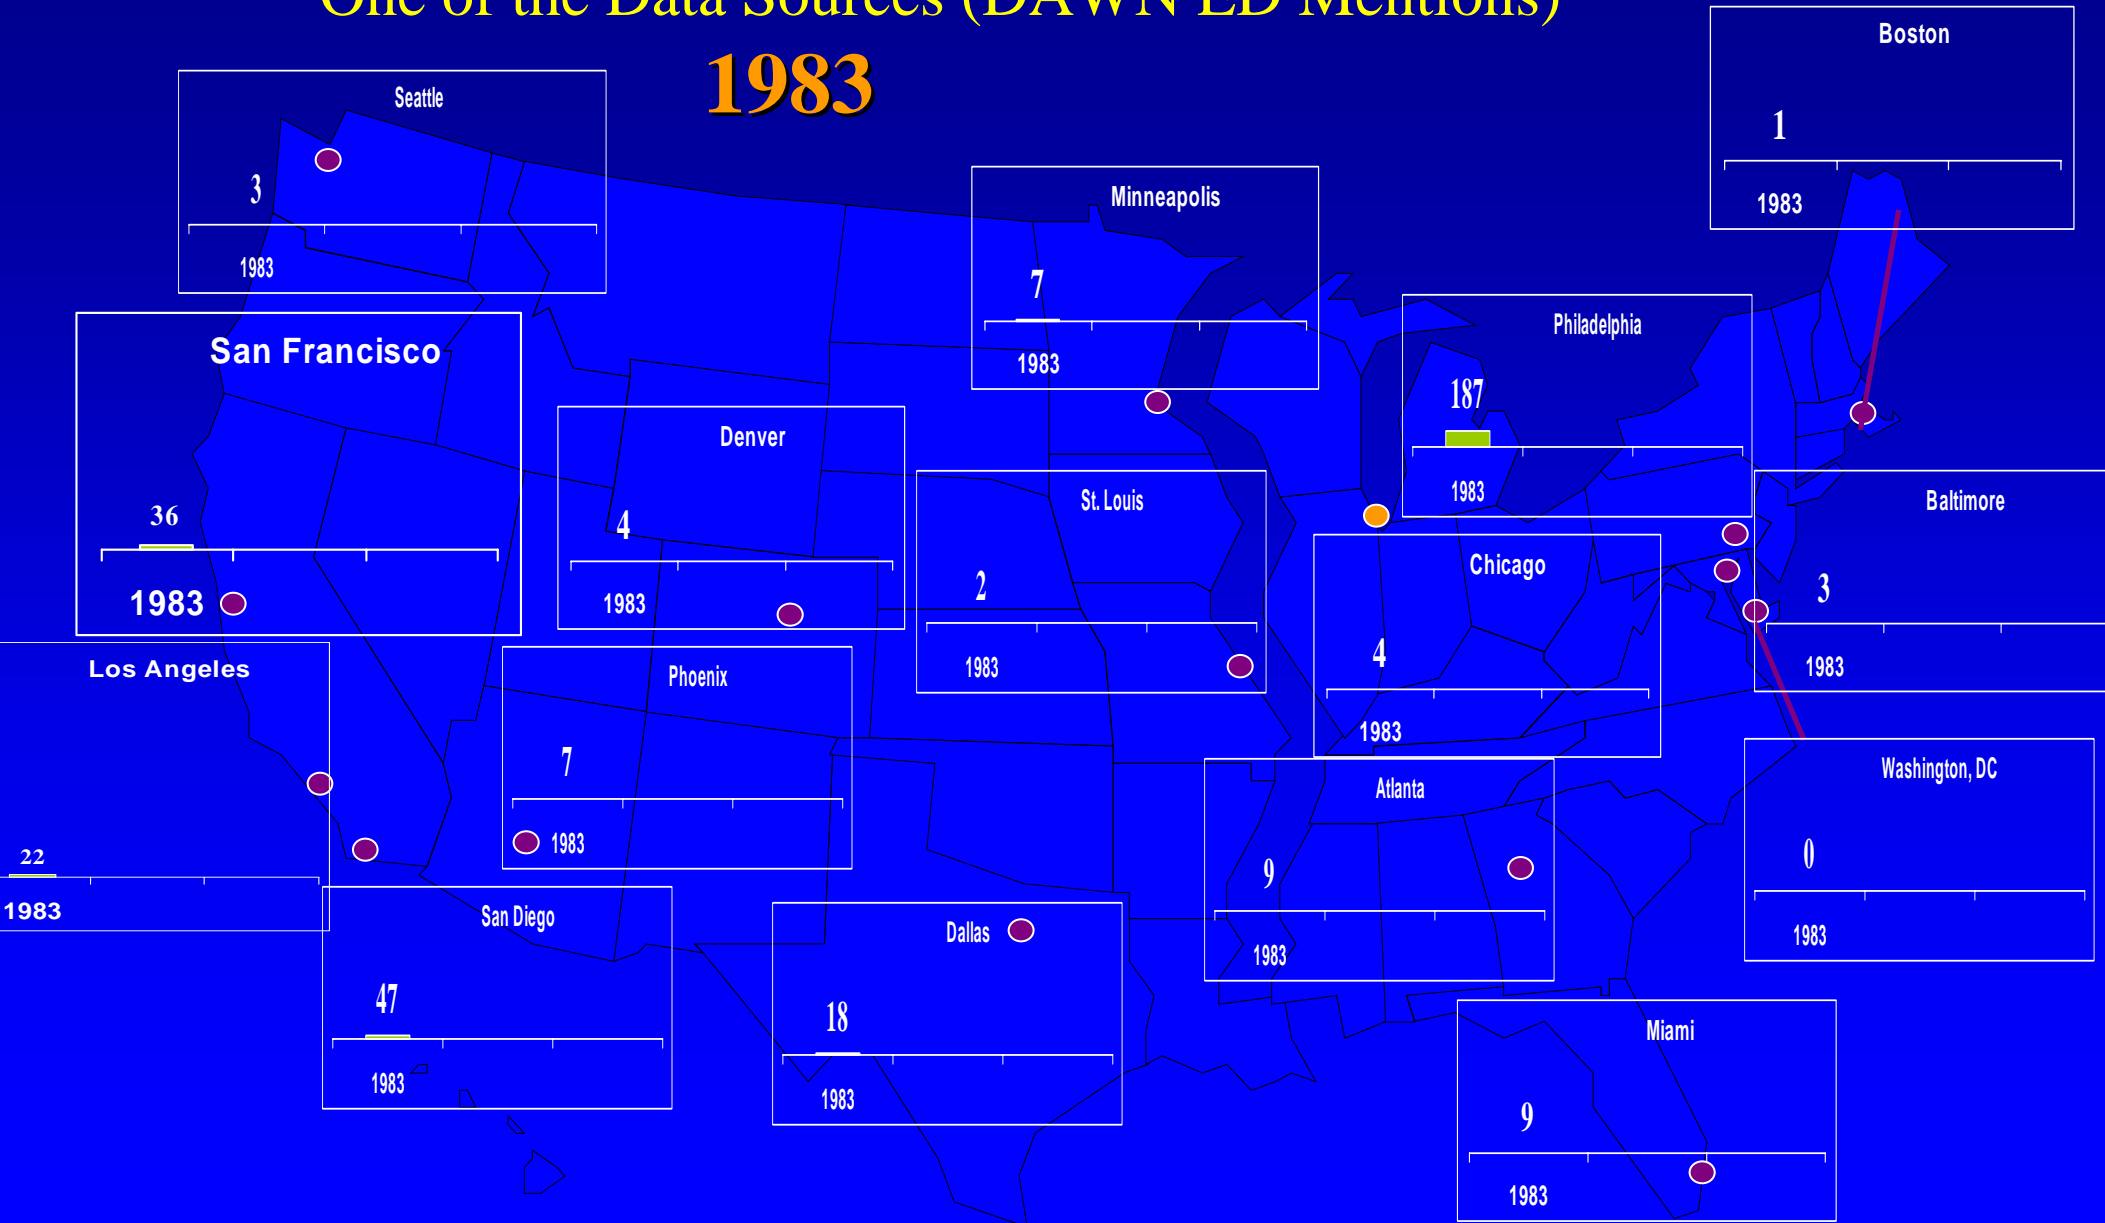 One of the Data Sources (DAWN ED Mentions)
1983
Boston
1
1983
Seattle
3
1983
Minneapolis
7
1983
San Francisco
36
1983
Philadelphia
187
1983
Denver
4
1983
St. Louis
2
1983
Baltimore
3
1983
Chicago
4
1983
Los Angeles
22
1983
Phoenix
7
1983
Atlanta
9
1983
Washington, DC
0
1983
San Diego
47
1983
Dallas
18
1983
Miami
9
1983